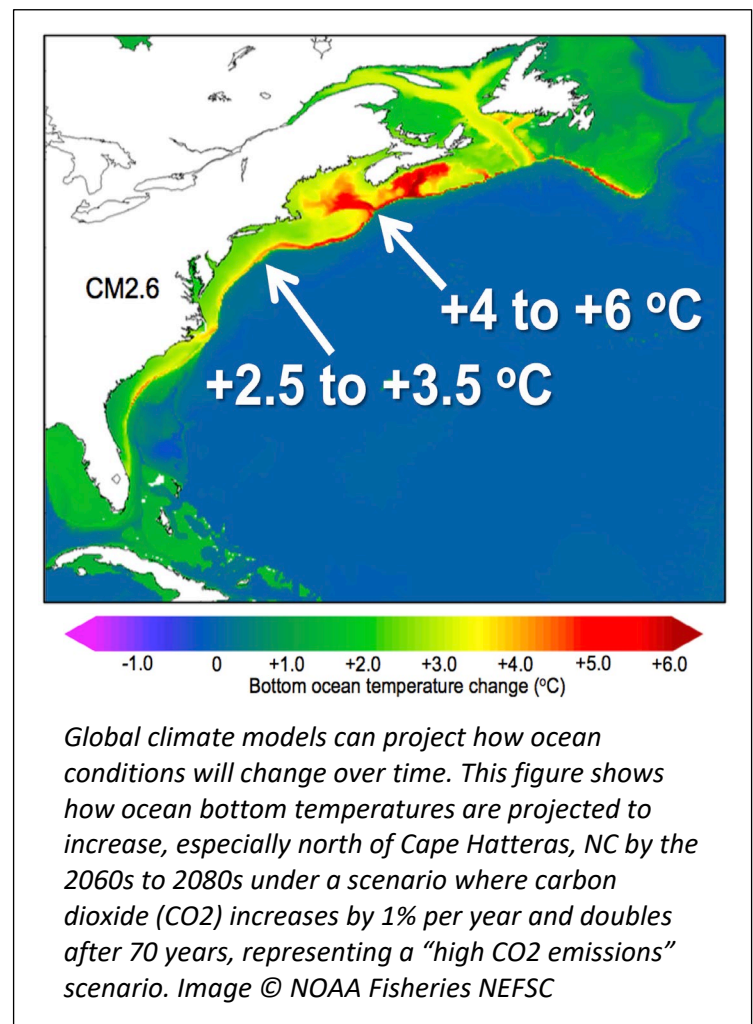 CM2.6
+4 to +6 ºC
+2.5 to +3.5 ºC
-1.0 0 +1.0 +2.0 +3.0 +4.0 +5.0 +6.0
Bottom ocean temperature change (ºC)
Global climate models can project how ocean
conditions will change over time. This figure shows
how ocean bottom temperatures are projected to
increase, especially north of Cape Hatteras, NC by the
2060s to 2080s under a scenario where carbon
dioxide (CO2) increases by 1% per year and doubles
after 70 years, representing a “high CO2 emissions”
scenario. Image © NOAA Fisheries NEFSC